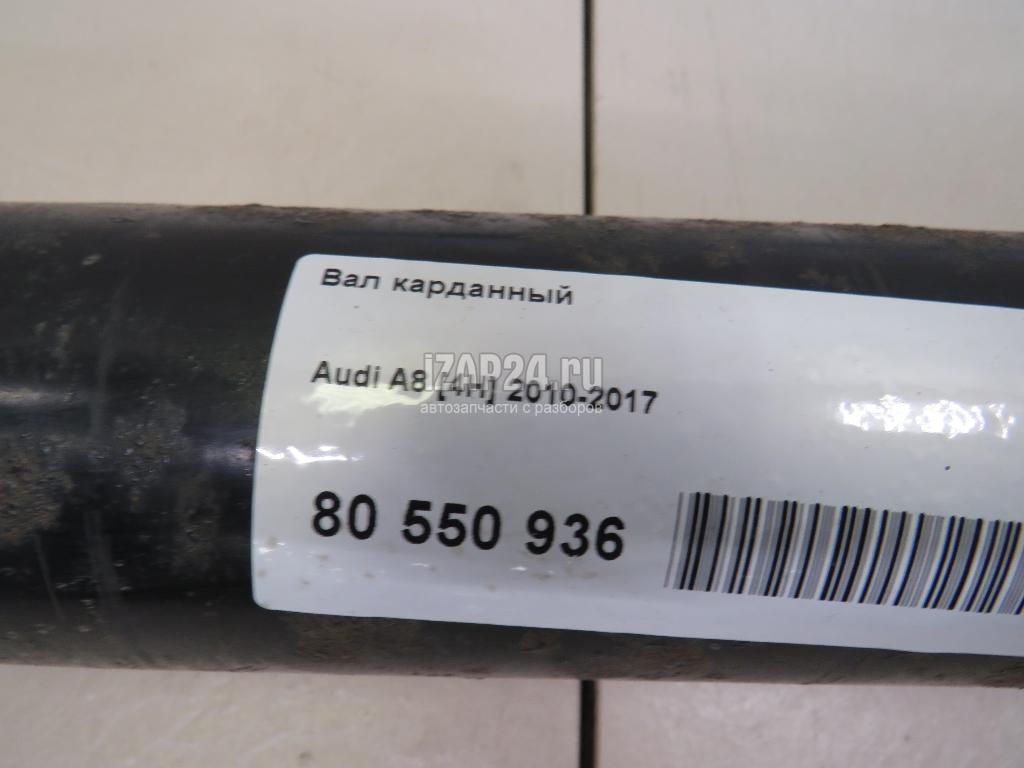 Вал карданный
iZAP24.ru
Audi A8 [4H] 2010-2017
автозапчасти с разборов
80 550 936